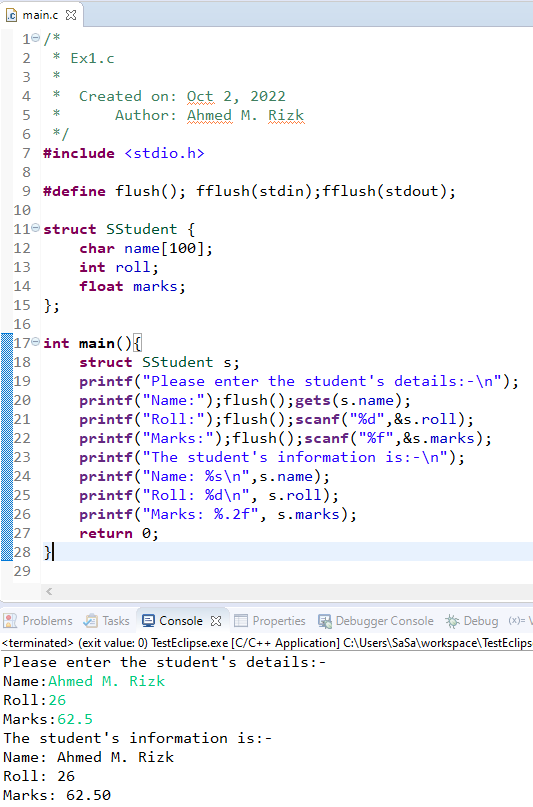 main.c
1 /*
2  * Ex1.c
3  *
4  *  Created on: Oct 2, 2022
5  *      Author: Ahmed M. Rizk
6  */
7 #include <stdio.h>
8
9 #define flush(); fflush(stdin);fflush(stdout);
10
11 struct SStudent {
12     char name[100];
13     int roll;
14     float marks;
15 };
16
17 int main(){
18     struct SStudent s;
19     printf("Please enter the student's details:-\n");
20     printf("Name:");flush();gets(s.name);
21     printf("Roll:");flush();scanf("%d",&s.roll);
22     printf("Marks:");flush();scanf("%f",&s.marks);
23     printf("The student's information is:-\n");
24     printf("Name: %s\n",s.name);
25     printf("Roll: %d\n", s.roll);
26     printf("Marks: %.2f", s.marks);
27     return 0;
28 }
29
Problems Tasks Console Properties Debugger Console Debug (x)= V
<terminated> (exit value: 0) TestEclipse.exe [C/C++ Application] C:\Users\SaSa\workspace\TestEclips
Please enter the student's details:-
Name:Ahmed M. Rizk
Roll:26
Marks:62.5
The student's information is:-
Name: Ahmed M. Rizk
Roll: 26
Marks: 62.50